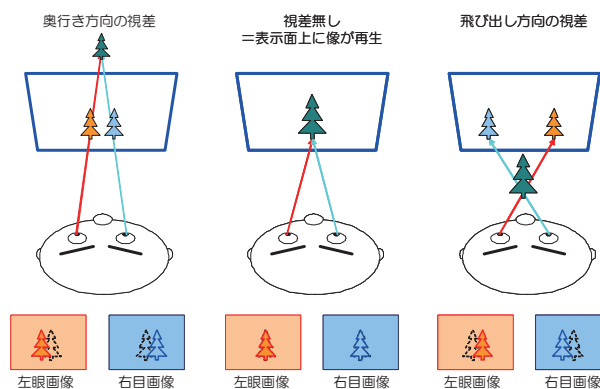 奥行き方向の視差
視差無し
＝表示面上に像が再生
飛び出し方向の視差
左眼画像
右目画像
左眼画像
右目画像
左眼画像
右目画像